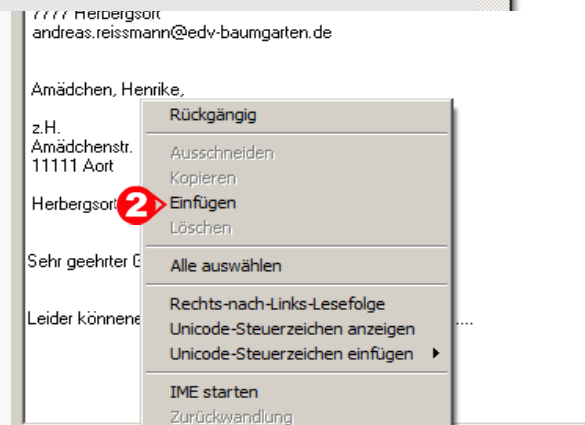 7777 Herbergsort
andreas.reissmann@edv-baumgarten.de
Amädchen, Henrike,
z.H.
Amädchenstr.
11111 Aort
Herbergsort
Sehr geehrter G
Leider könnene
....
Rückgängig
Ausschneiden
Kopieren
2 Einfügen
Löschen
Alle auswählen
Rechts-nach-Links-Lesefolge
Unicode-Steuerzeichen anzeigen
Unicode-Steuerzeichen einfügen
IME starten
Zurückwandlung